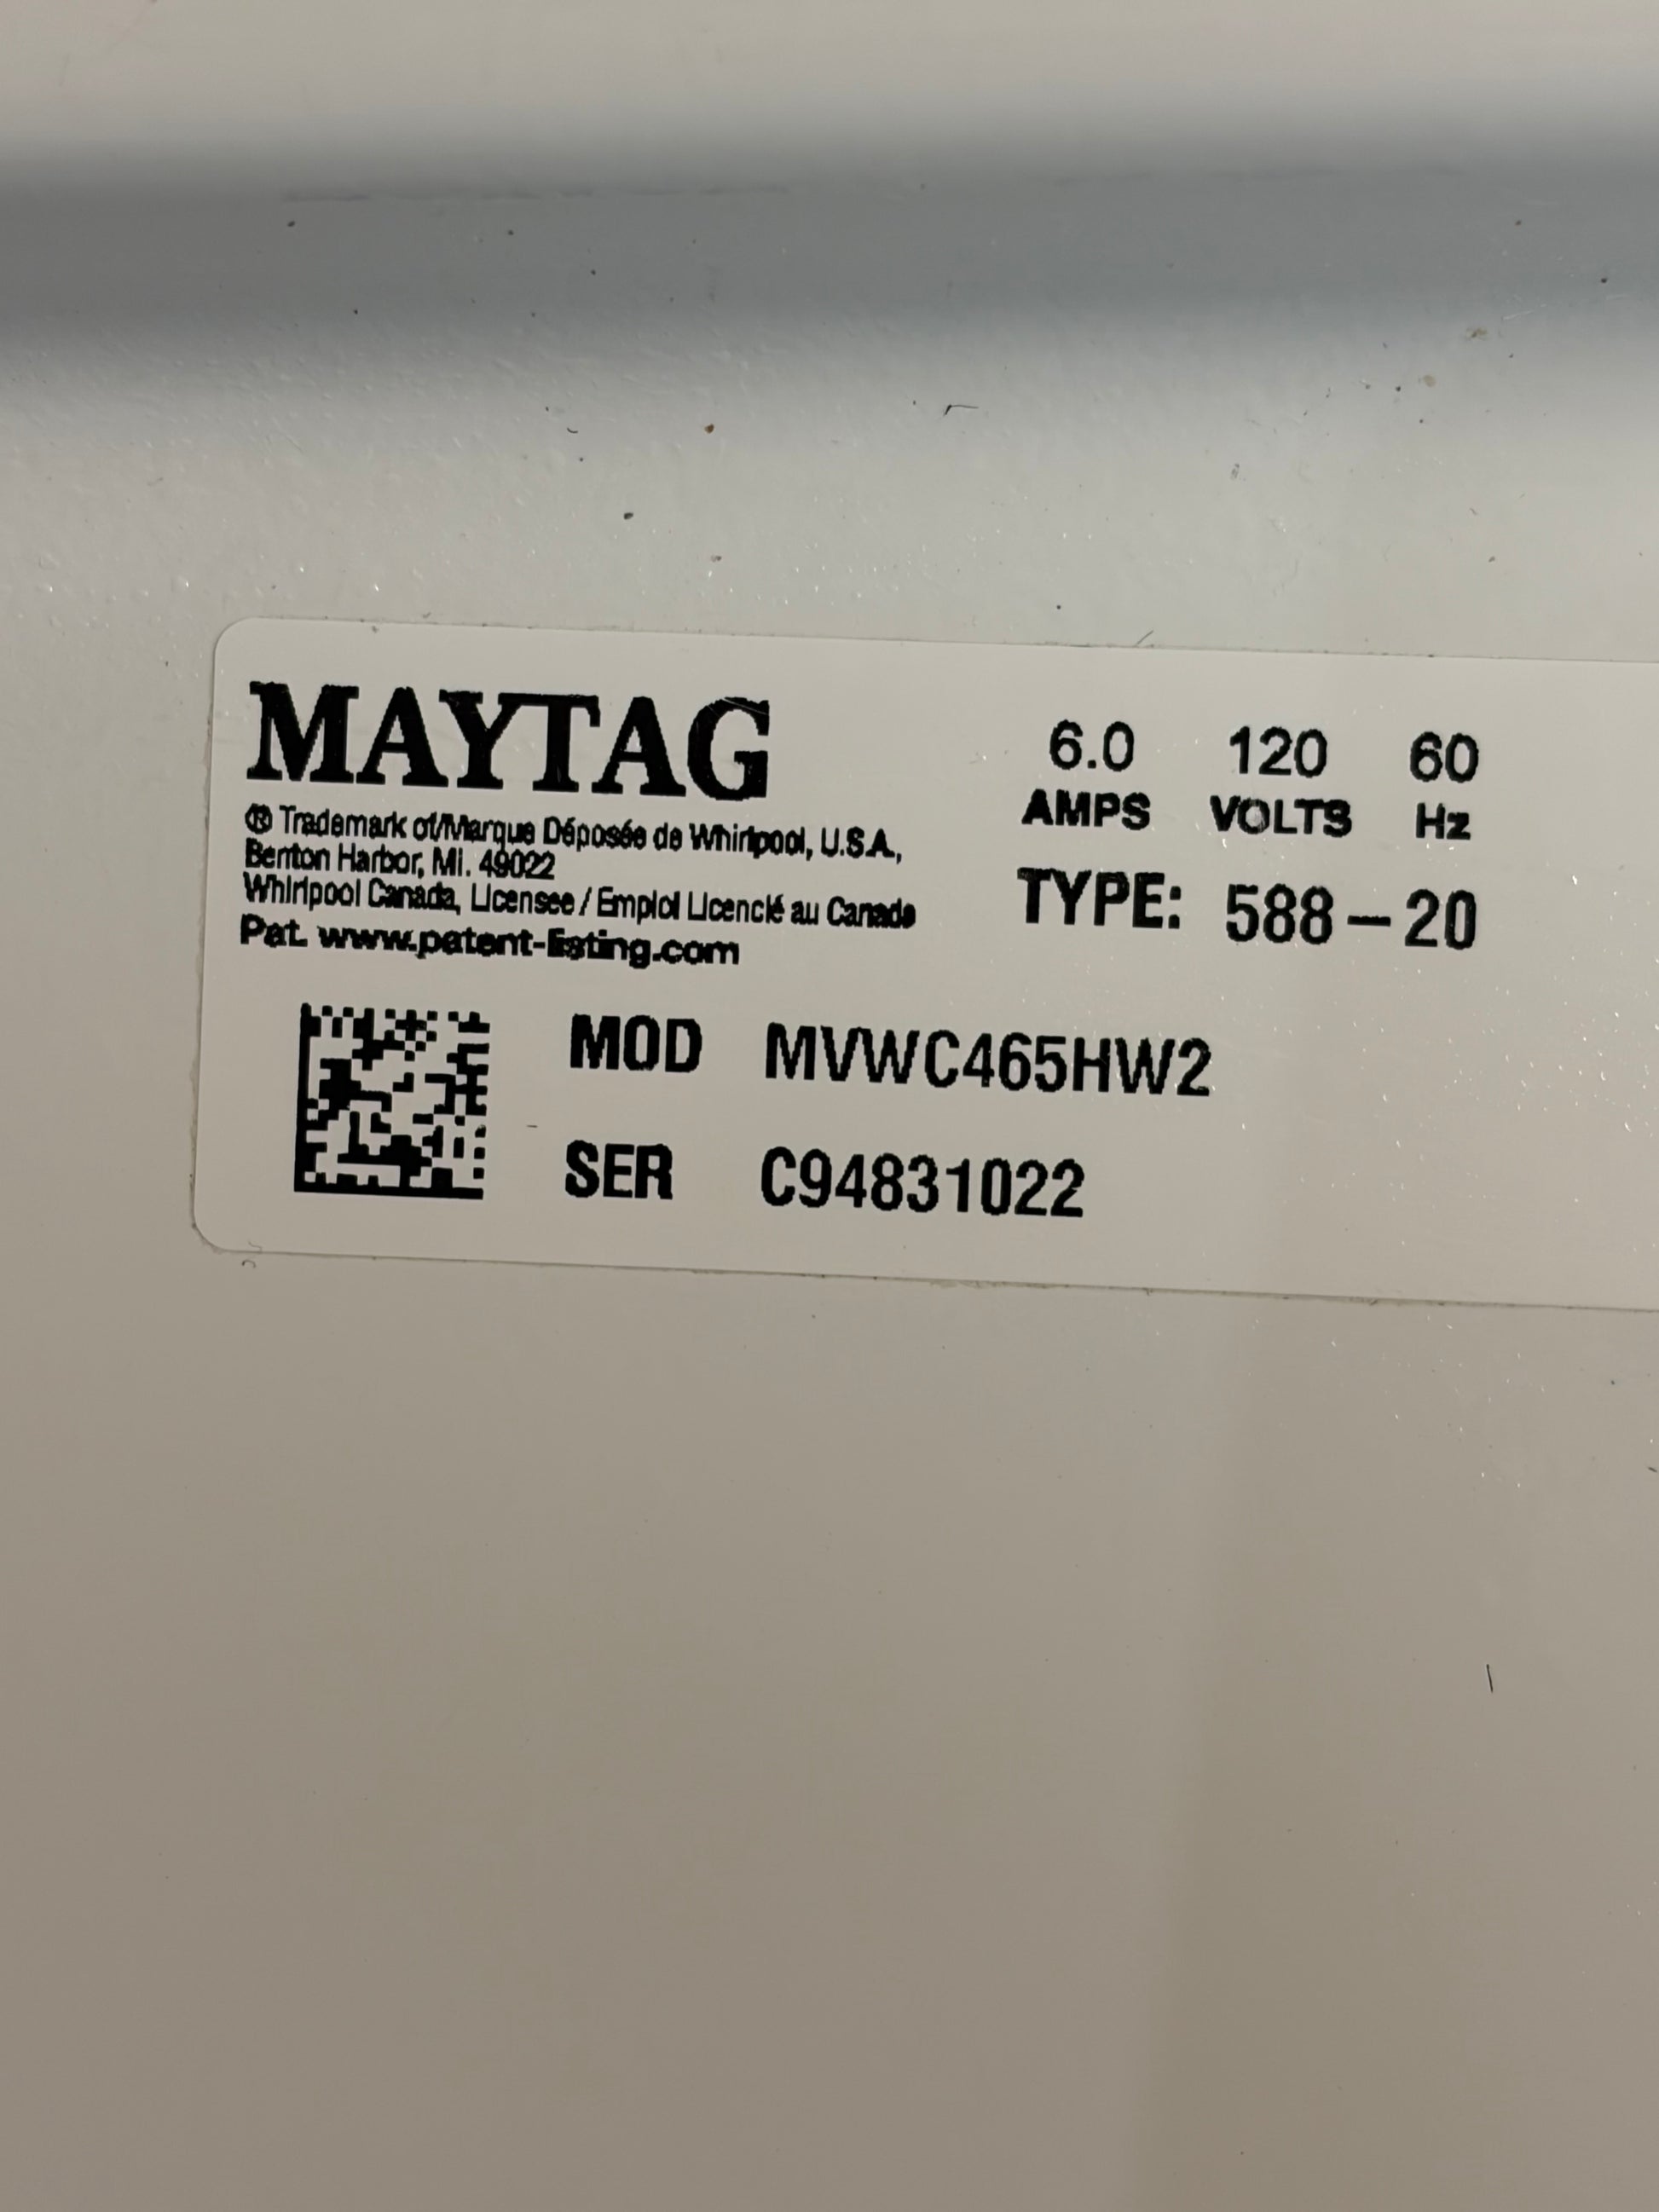 MAYTAG
® Trademark of/Marque Déposée de Whirlpool, U.S.A.,
Benton Harbor, MI. 49022
Whirlpool Canada, Licensee / Emploi Licencié au Canada
Pat. www.patent-listing.com
6.0 120 60
AMPS VOLTS Hz
TYPE: 588-20
MOD MVWC465HW2
SER C94831022